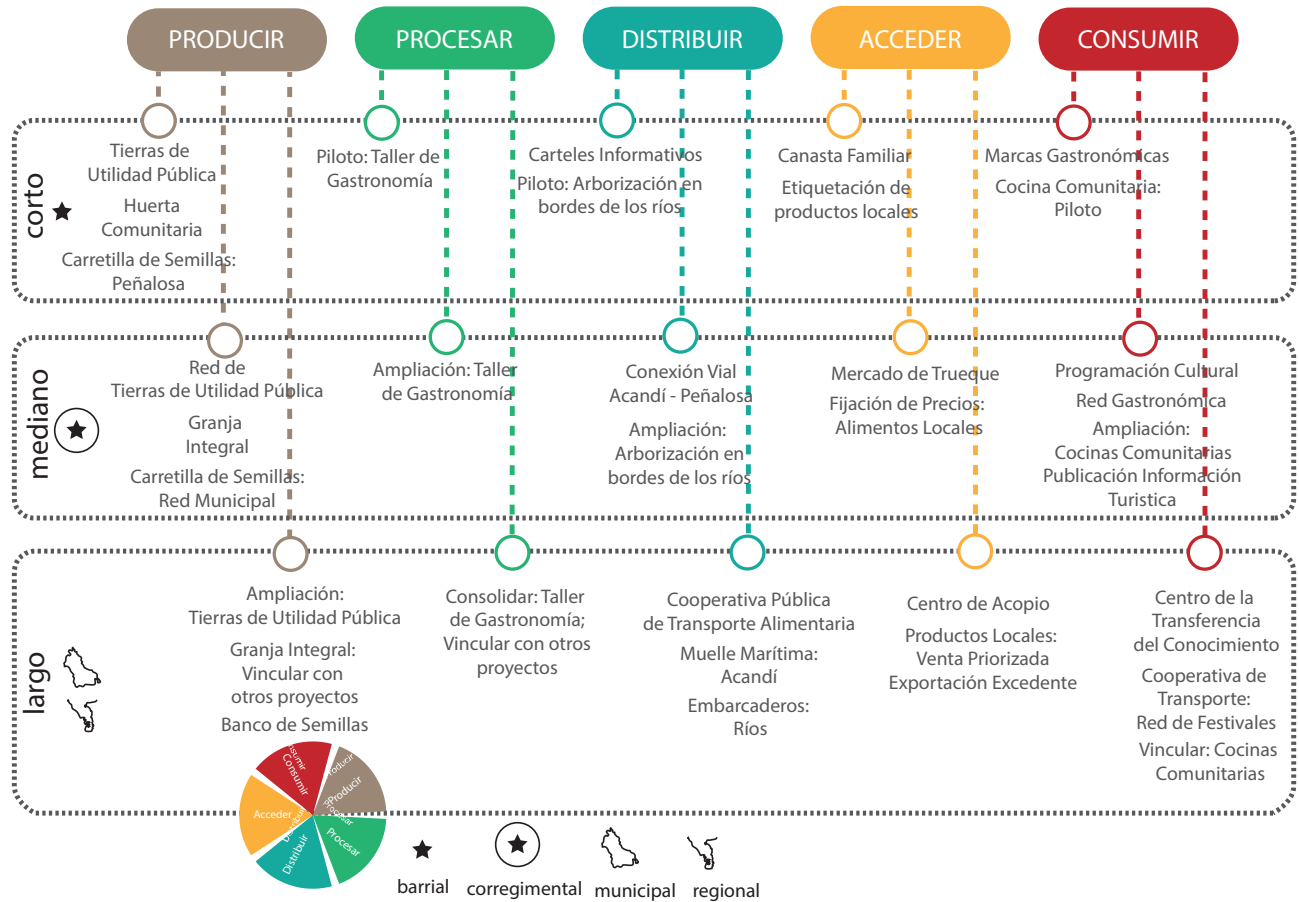 PRODUCIR
PROCESAR
DISTRIBUIR
ACCEDER
CONSUMIR
corto
Tierras de
Utilidad Pública
Huerta
Comunitaria
Carretilla de Semillas:
Peñalosa
Piloto: Taller de
Gastronomía
Carteles Informativos
Piloto: Arborización en
bordes de los ríos
Canasta Familiar
Etiquetación de
productos locales
Marcas Gastronómicas
Cocina Comunitaria:
Piloto
mediano
Red de
Tierras de Utilidad Pública
Granja
Integral
Carretilla de Semillas:
Red Municipal
Ampliación: Taller
de Gastronomía
Conexión Vial
Acandí - Peñalosa
Ampliación:
Arborización en
bordes de los ríos
Mercado de Trueque
Fijación de Precios:
Alimentos Locales
Programación Cultural
Red Gastronómica
Ampliación:
Cocinas Comunitarias
Publicación Información
Turistica
largo
Ampliación:
Tierras de Utilidad Pública
Granja Integral:
Vincular con
otros proyectos
Banco de Semillas
Consolidar: Taller
de Gastronomía;
Vincular con otros
proyectos
Cooperativa Pública
de Transporte Alimentaria
Muelle Marítima:
Acandí
Embarcaderos:
Ríos
Centro de Acopio
Productos Locales:
Venta Priorizada
Exportación Excedente
Centro de la
Transferencia
del Conocimiento
Cooperativa de
Transporte:
Red de Festivales
Vincular: Cocinas
Comunitarias
Consumir
Producir
Producir
Procesar
Procesar
Acceder
Distribuir
barrial
corregimental
municipal
regional